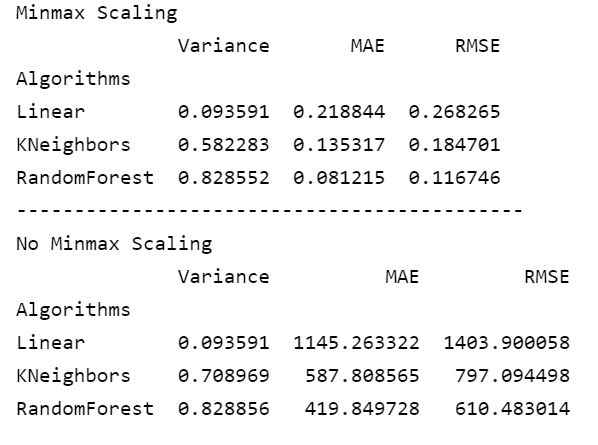 Minmax Scaling
Variance MAE RMSE
Algorithms
Linear 0.093591 0.218844 0.268265
KNeighbors 0.582283 0.135317 0.184701
RandomForest 0.828552 0.081215 0.116746
--------------------------------------------
No Minmax Scaling
Variance MAE RMSE
Algorithms
Linear 0.093591 1145.263322 1403.900058
KNeighbors 0.708969 587.808565 797.094498
RandomForest 0.828856 419.849728 610.483014